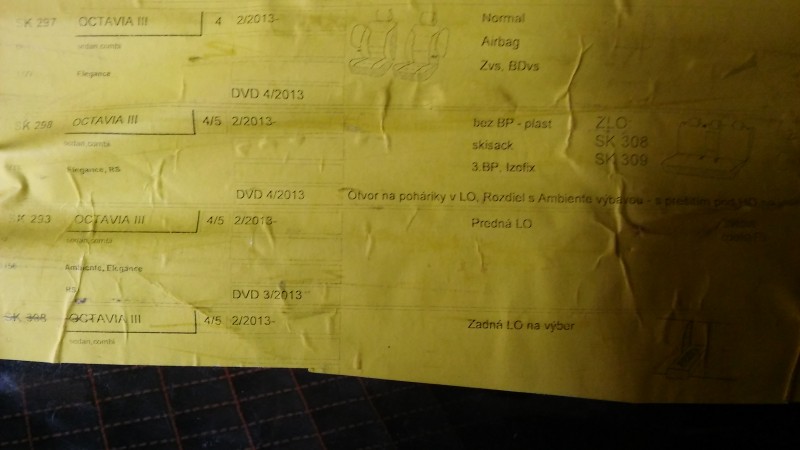 SK 297 OCTAVIA III 4 2/2013- Normal
sedan,combi Airbag
Elegance Zvs, BDvs
DVD 4/2013
SK 298 OCTAVIA III 4/5 2/2013- bez BP - plast ZLO
sedan,combi skisack SK 308
Elegance, RS 3.BP, Izofix SK 309
DVD 4/2013 Otvor na poháriky v LO, Rozdiel s Ambiente výbavou - s
SK 293 OCTAVIA III 4/5 2/2013- Predná LO
sedan,combi
Ambiente, Elegance
RS DVD 3/2013
SK 398 OCTAVIA III 4/5 2/2013- Zadná LO na výber
sedan,combi